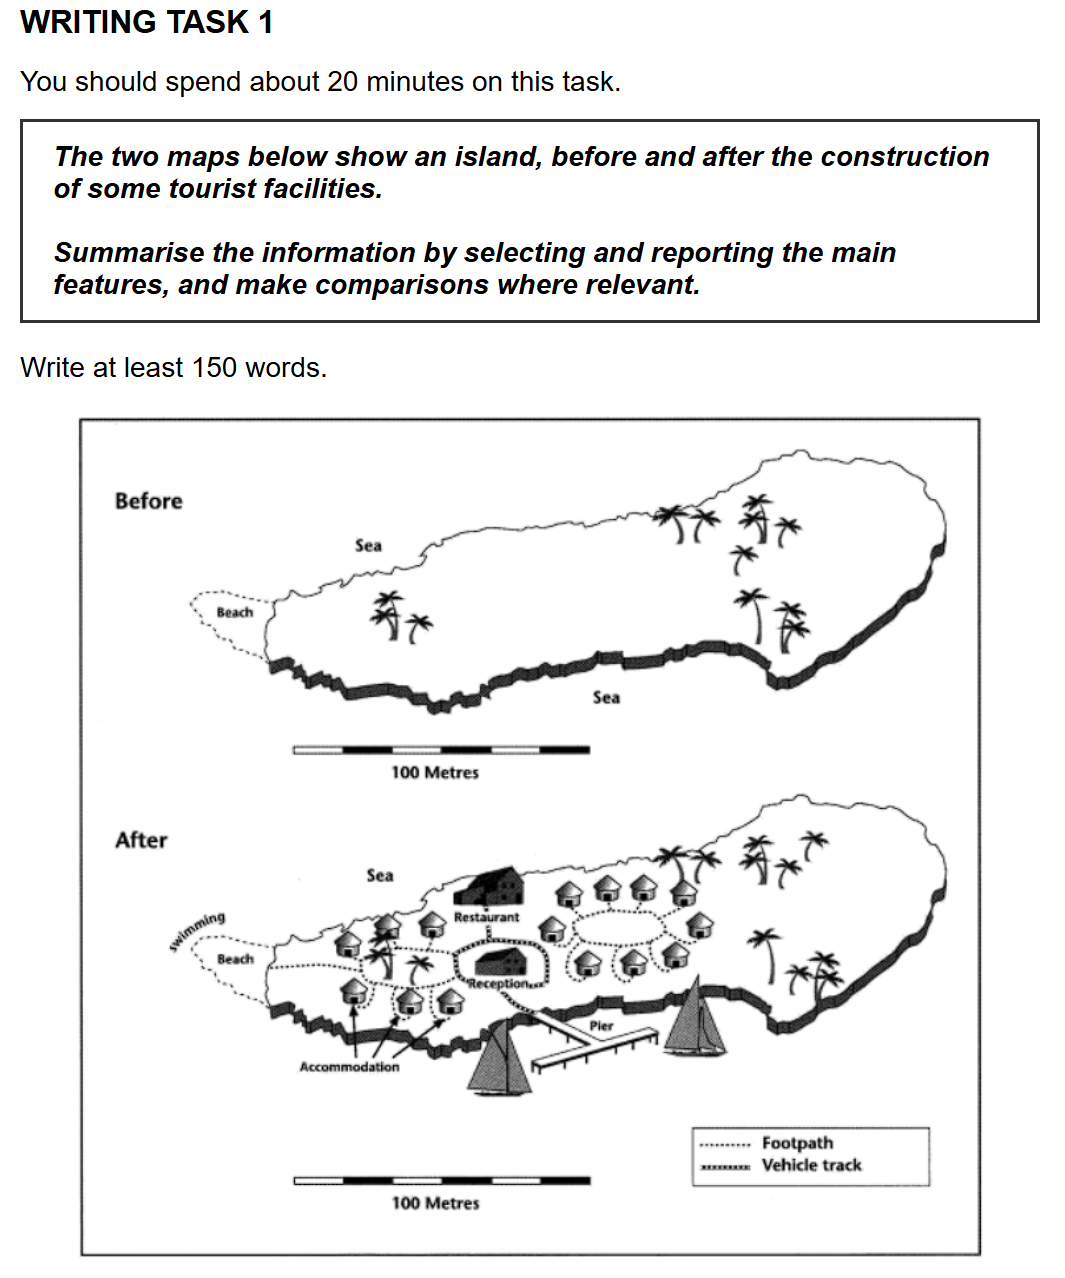 WRITING TASK 1
You should spend about 20 minutes on this task.
The two maps below show an island, before and after the construction
of some tourist facilities.
Summarise the information by selecting and reporting the main
features, and make comparisons where relevant.
Write at least 150 words.
Before
Sea
Beach
Sea
100 Metres
After
Sea
Restaurant
swimming
Beach
Reception
Pier
Accommodation
Footpath
Vehicle track
100 Metres